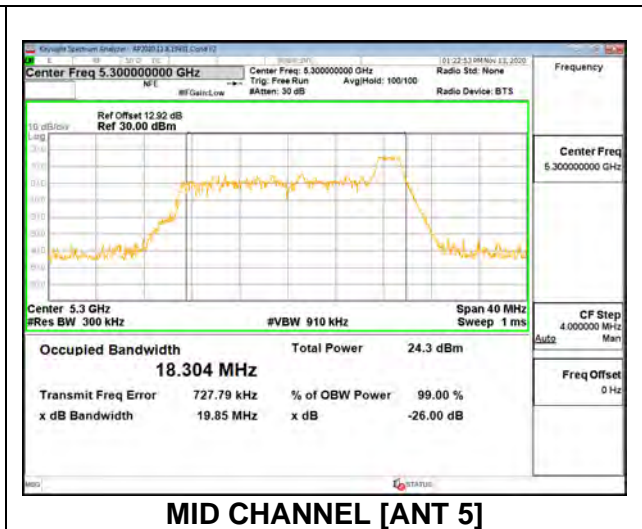 Keysight Spectrum Analyzer
Center Freq 5.300000000 GHz
NFE
#IFGain:Low
Center Freq: 5.300000000 GHz
Trig: Free Run
Avg|Hold: 100/100
#Atten: 30 dB
01:22:53 PM Nov 13, 2020
Radio Std: None
Radio Device: BTS
Frequency
Ref Offset 12.92 dB
10 dB/div
Ref 30.00 dBm
Log
Center 5.3 GHz
Span 40 MHz
#Res BW 300 kHz
#VBW 910 kHz
Sweep 1 ms
Occupied Bandwidth
18.304 MHz
Total Power
24.3 dBm
Transmit Freq Error
727.79 kHz
% of OBW Power
99.00 %
x dB Bandwidth
19.85 MHz
x dB
-26.00 dB
Center Freq
5.300000000 GHz
CF Step
4.000000 MHz
Auto
Man
Freq Offset
0 Hz
MSG
STATUS
MID CHANNEL [ANT 5]